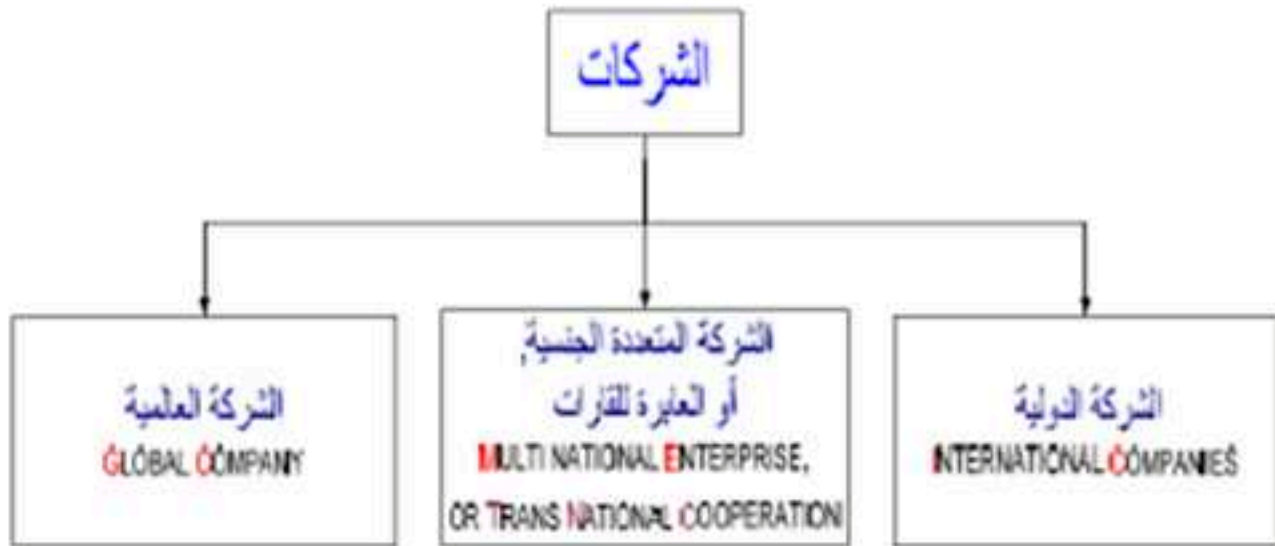 الشركات
الشركة الدولية
INTERNATIONAL COMPANIES
الشركة المتعددة الجنسية,
أو العابرة للقارات
MULTI NATIONAL ENTERPRISE,
OR TRANS NATIONAL COOPERATION
الشركة العالمية
GLOBAL COMPANY